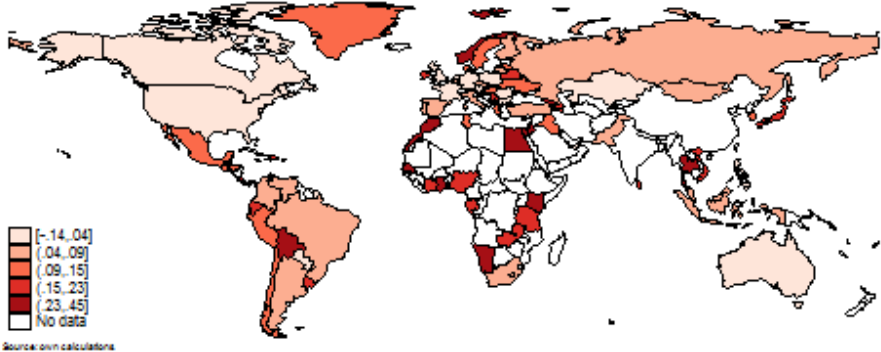 [-.14,.04]
(.04,.09]
(.09,.15]
(.15,.23]
(.23,.45]
No data
Source: own calculations.